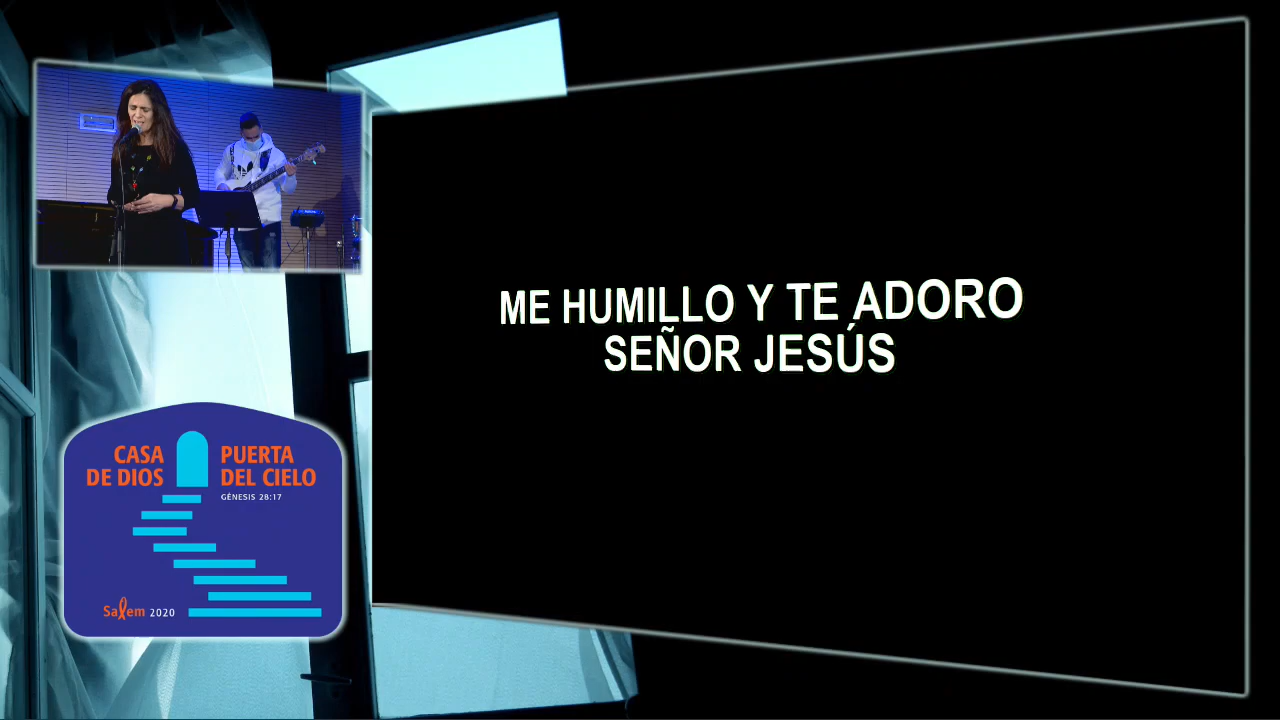 ME HUMILLO Y TE ADORO
SEÑOR JESÚS
CASA
DE DIOS
PUERTA
DEL CIELO
GÉNESIS 28:17
Salem 2020